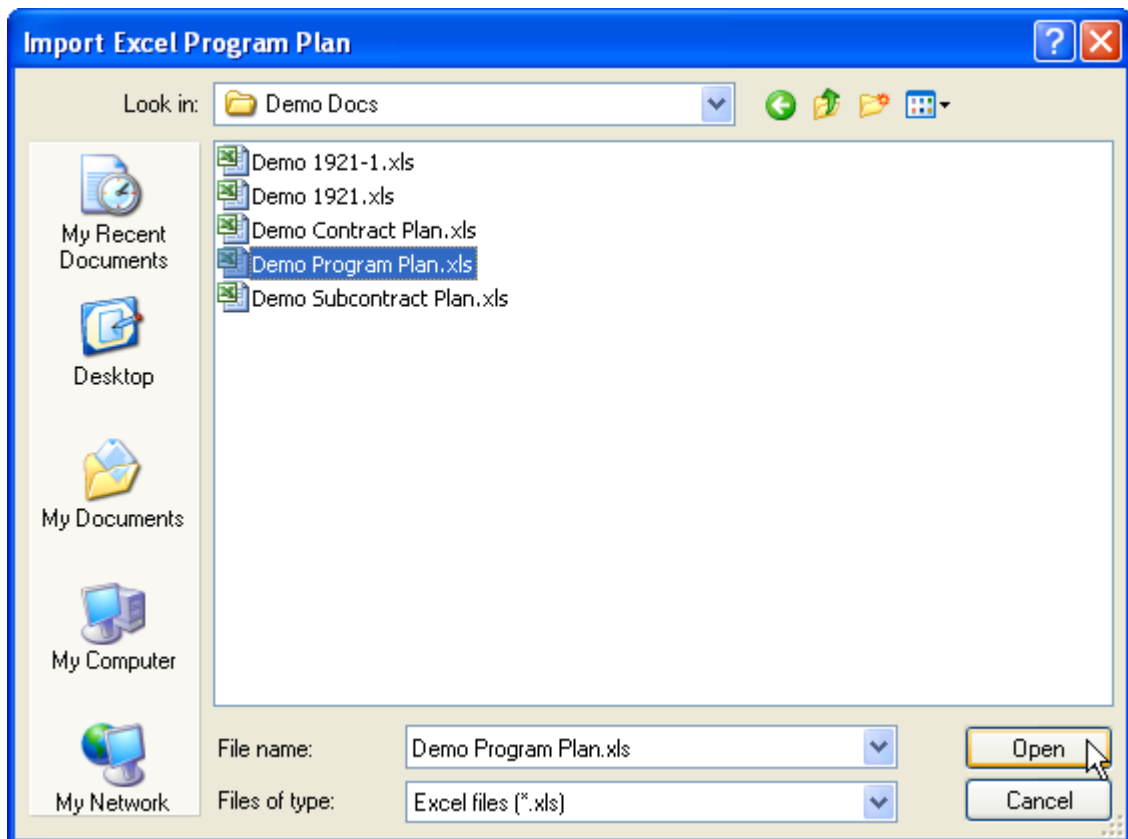 Import Excel Program Plan
Look in: Demo Docs
My Recent
Documents
Desktop
My Documents
My Computer
My Network
Demo 1921-1.xls
Demo 1921.xls
Demo Contract Plan.xls
Demo Program Plan.xls
Demo Subcontract Plan.xls
File name: Demo Program Plan.xls Open
Files of type: Excel files (*.xls) Cancel